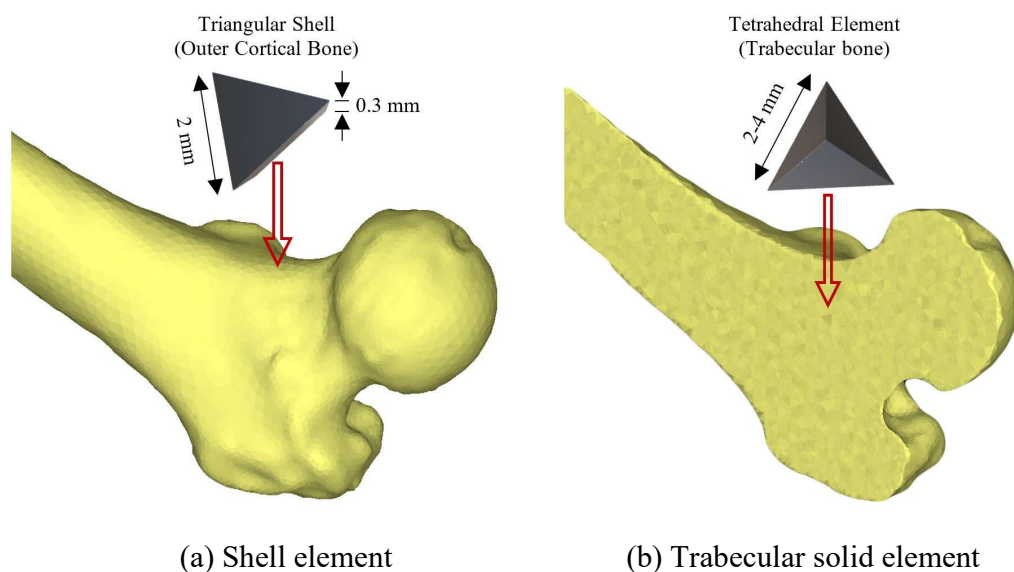 Triangular Shell
(Outer Cortical Bone)
2 mm
0.3 mm
Tetrahedral Element
(Trabecular bone)
2-4 mm
(a) Shell element
(b) Trabecular solid element